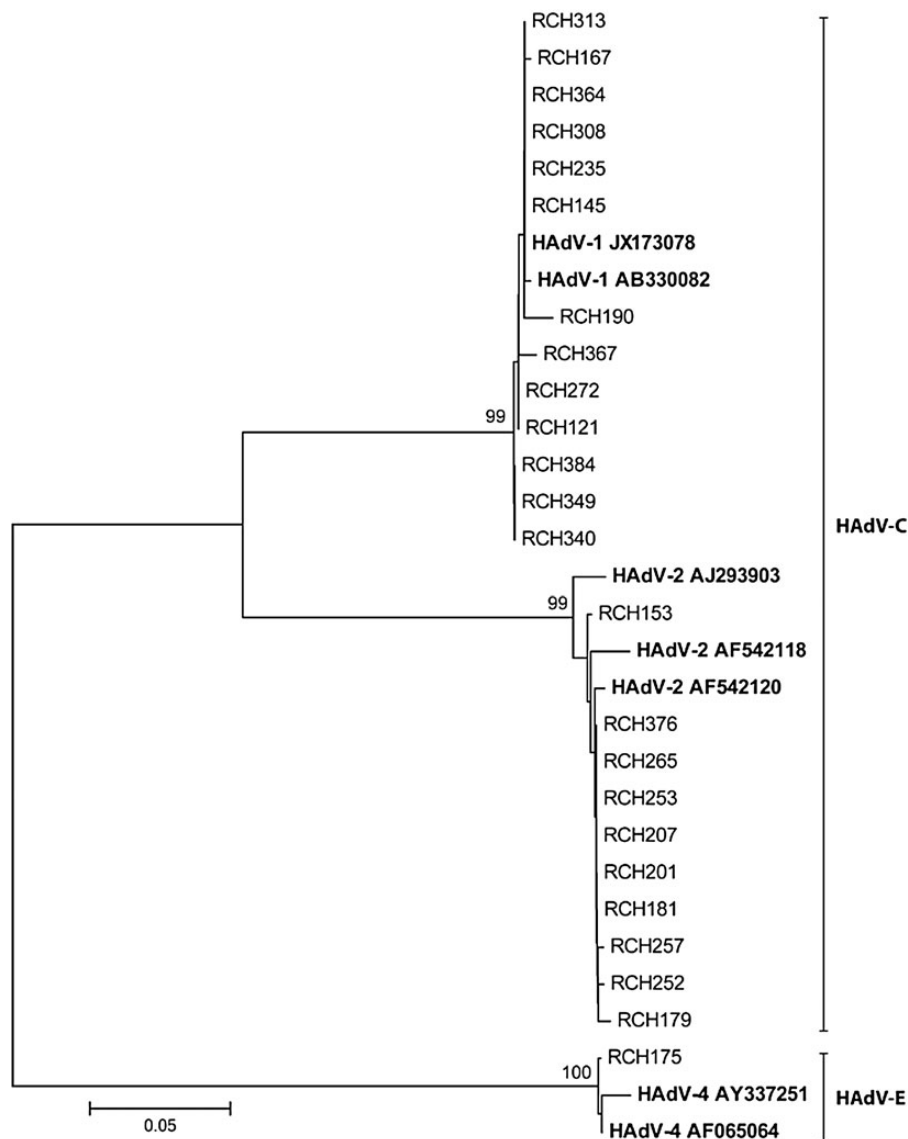 RCH313
RCH167
RCH364
RCH308
RCH235
RCH145
HAdV-1 JX173078
HAdV-1 AB330082
RCH190
RCH367
RCH272
99
RCH121
RCH384
RCH349
HAdV-C
RCH340
HAdV-2 AJ293903
99
RCH153
HAdV-2 AF542118
HAdV-2 AF542120
RCH376
RCH265
RCH253
RCH207
RCH201
RCH181
RCH257
RCH252
RCH179
RCH175
100
HAdV-4 AY337251
HAdV-E
0.05
HAdV-4 AF065064